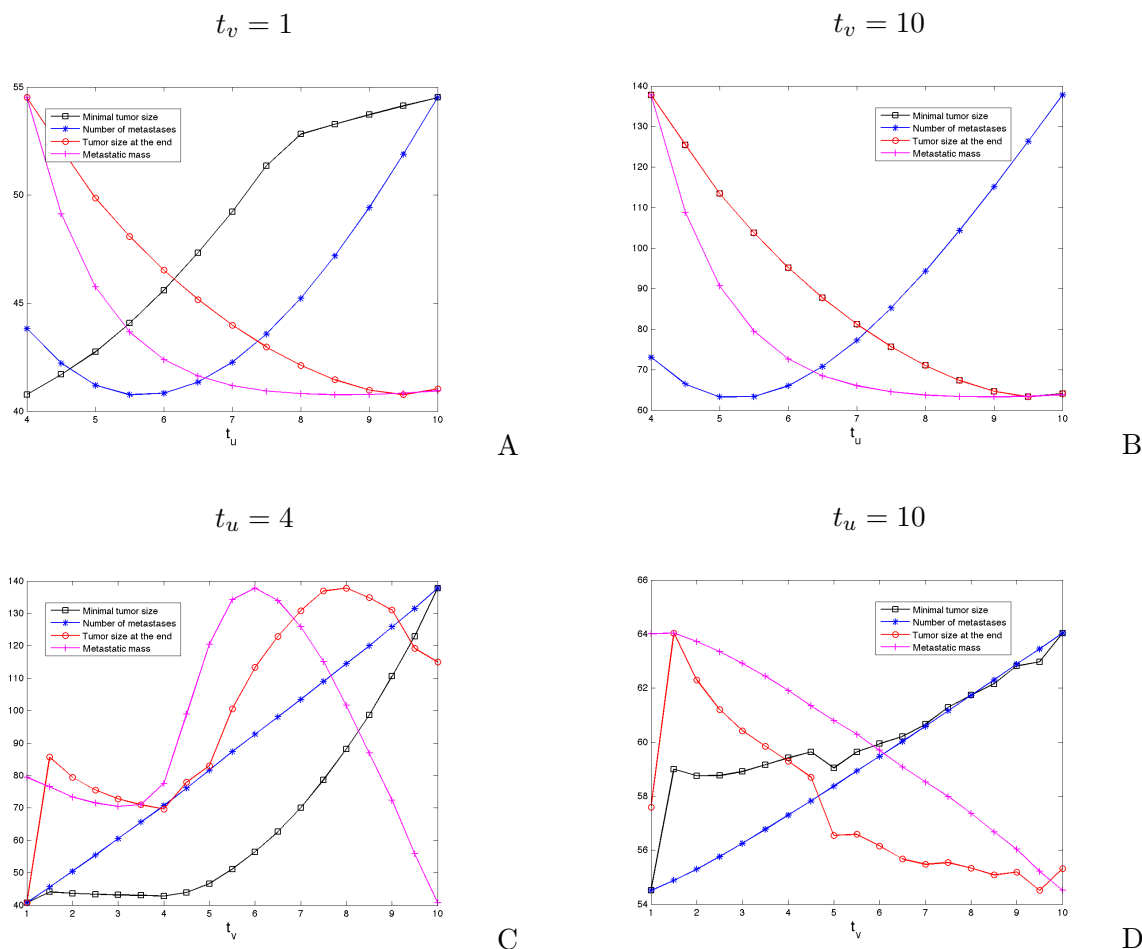 t_v = 1
55
50
45
40
4 5 6 7 8 9 10
t_u
Minimal tumor size
Number of metastases
Tumor size at the end
Metastatic mass
A
t_v = 10
140
130
120
110
100
90
80
70
60
4 5 6 7 8 9 10
t_u
Minimal tumor size
Number of metastases
Tumor size at the end
Metastatic mass
B
t_u = 4
140
130
120
110
100
90
80
70
60
50
40
1 2 3 4 5 6 7 8 9 10
t_v
Minimal tumor size
Number of metastases
Tumor size at the end
Metastatic mass
C
t_u = 10
66
64
62
60
58
56
54
1 2 3 4 5 6 7 8 9 10
t_v
Minimal tumor size
Number of metastases
Tumor size at the end
Metastatic mass
D